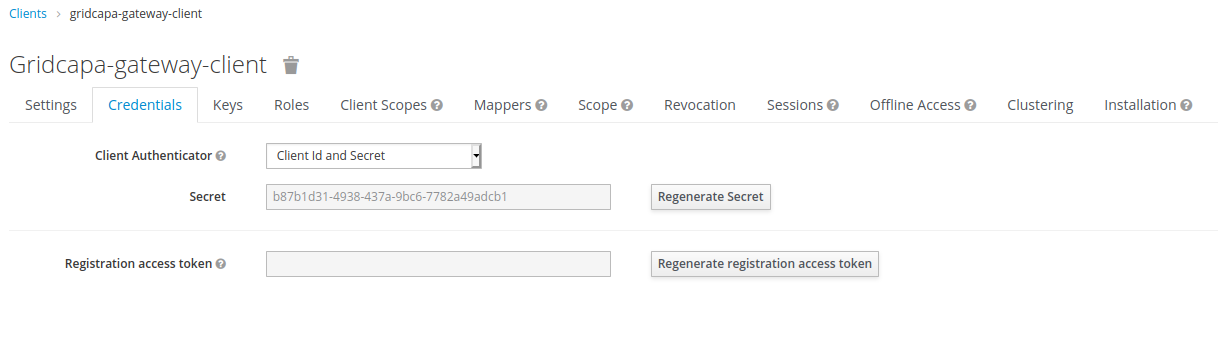 Clients > gridcapa-gateway-client
Gridcapa-gateway-client
Settings Credentials Keys Roles Client Scopes Mappers Scope Revocation Sessions Offline Access Clustering Installation
Client Authenticator Client Id and Secret
Secret b87b1d31-4938-437a-9bc6-7782a49adcb1 Regenerate Secret
Registration access token Regenerate registration access token